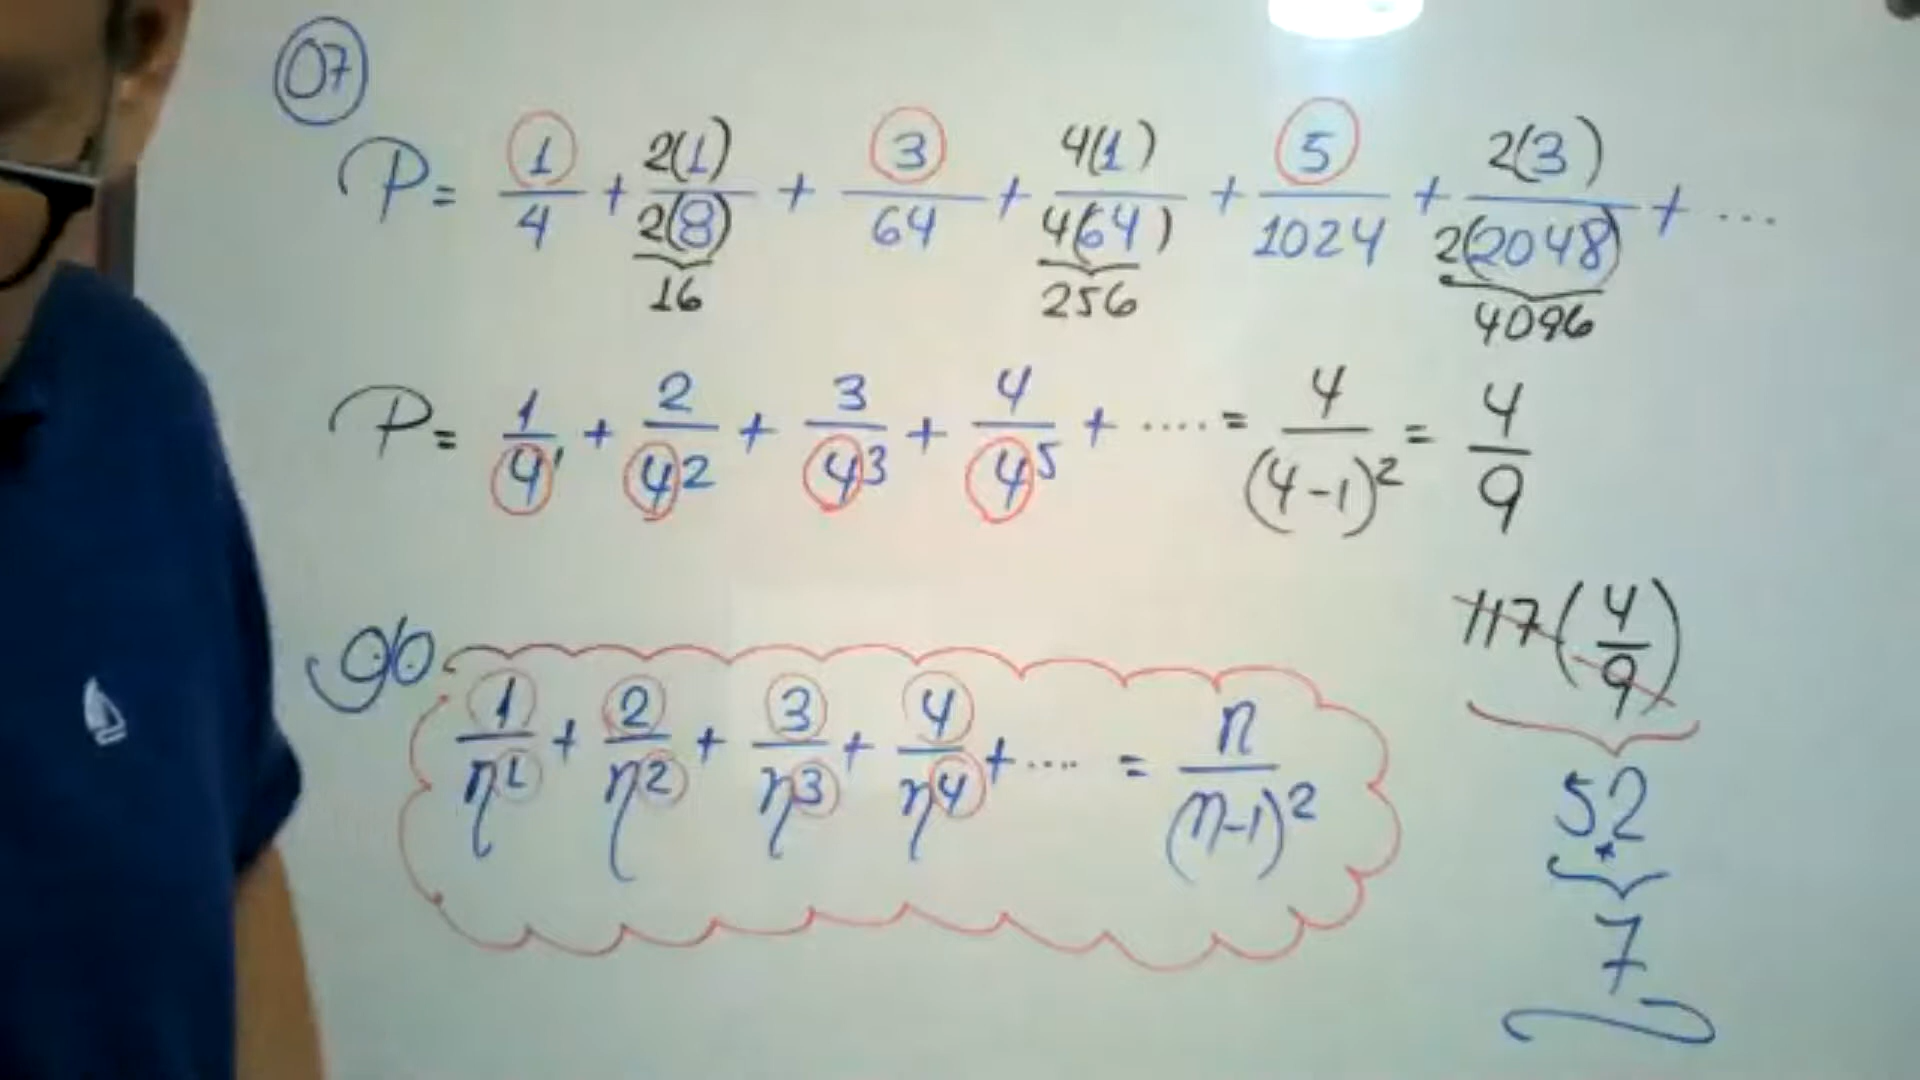 07
P = 1/4 + 2(1)/2(8) + 3/64 + 4(1)/4(64) + 5/1024 + 2(3)/2(2048) + ...
16 256 4096
P = 1/4¹ + 2/4² + 3/4³ + 4/4⁵ + .... = 4/(4-1)² = 4/9
117(4/9)
1/n¹ + 2/n² + 3/n³ + 4/n⁴ + .... = n/(n-1)²
52
7